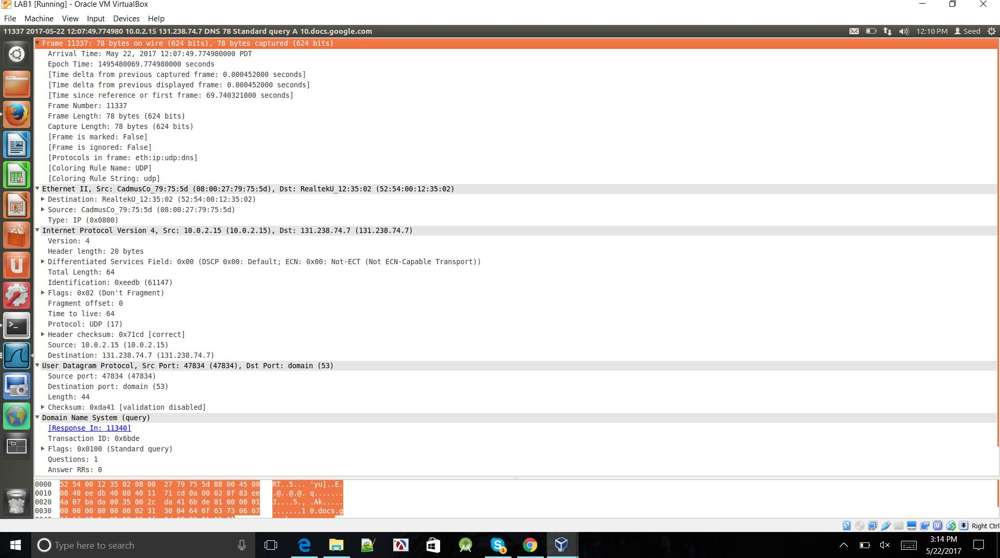 LAB1 [Running] - Oracle VM VirtualBox
File Machine View Input Devices Help
11337 2017-05-22 12:07:49.774980 10.0.2.15 131.238.74.7 DNS 78 Standard query A 10.docs.google.com
12:10 PM Seed
Frame 11337: 78 bytes on wire (624 bits), 78 bytes captured (624 bits)
Arrival Time: May 22, 2017 12:07:49.774980000 PDT
Epoch Time: 1495480069.774980000 seconds
[Time delta from previous captured frame: 0.000452000 seconds]
[Time delta from previous displayed frame: 0.000452000 seconds]
[Time since reference or first frame: 69.740321000 seconds]
Frame Number: 11337
Frame Length: 78 bytes (624 bits)
Capture Length: 78 bytes (624 bits)
[Frame is marked: False]
[Frame is ignored: False]
[Protocols in frame: eth:ip:udp:dns]
[Coloring Rule Name: UDP]
[Coloring Rule String: udp]
Ethernet II, Src: CadmusCo_79:75:5d (08:00:27:79:75:5d), Dst: RealtekU_12:35:02 (52:54:00:12:35:02)
Destination: RealtekU_12:35:02 (52:54:00:12:35:02)
Source: CadmusCo_79:75:5d (08:00:27:79:75:5d)
Type: IP (0x0800)
Internet Protocol Version 4, Src: 10.0.2.15 (10.0.2.15), Dst: 131.238.74.7 (131.238.74.7)
Version: 4
Header length: 20 bytes
Differentiated Services Field: 0x00 (DSCP 0x00: Default; ECN: 0x00: Not-ECT (Not ECN-Capable Transport))
Total Length: 64
Identification: 0xeedb (61147)
Flags: 0x02 (Don't Fragment)
Fragment offset: 0
Time to live: 64
Protocol: UDP (17)
Header checksum: 0x71cd [correct]
Source: 10.0.2.15 (10.0.2.15)
Destination: 131.238.74.7 (131.238.74.7)
User Datagram Protocol, Src Port: 47834 (47834), Dst Port: domain (53)
Source port: 47834 (47834)
Destination port: domain (53)
Length: 44
Checksum: 0xda41 [validation disabled]
Domain Name System (query)
[Response In: 11340]
Transaction ID: 0x6bde
Flags: 0x0100 (Standard query)
Questions: 1
Answer RRs: 0
0000 52 54 00 12 35 02 08 00 27 79 75 5d 08 00 45 00 RT..5... 'yu]..E.
0010 00 40 ee db 40 00 40 11 71 cd 0a 00 02 0f 83 ee .@..@.@. q.......
0020 4a 07 ba da 00 35 00 2c da 41 6b de 01 00 00 01 J....5., .Ak.....
0030 00 00 00 00 00 00 02 31 30 04 64 6f 63 73 06 67 .......1 0.docs.g
Right Ctrl
Type here to search
1
3:14 PM
5/22/2017